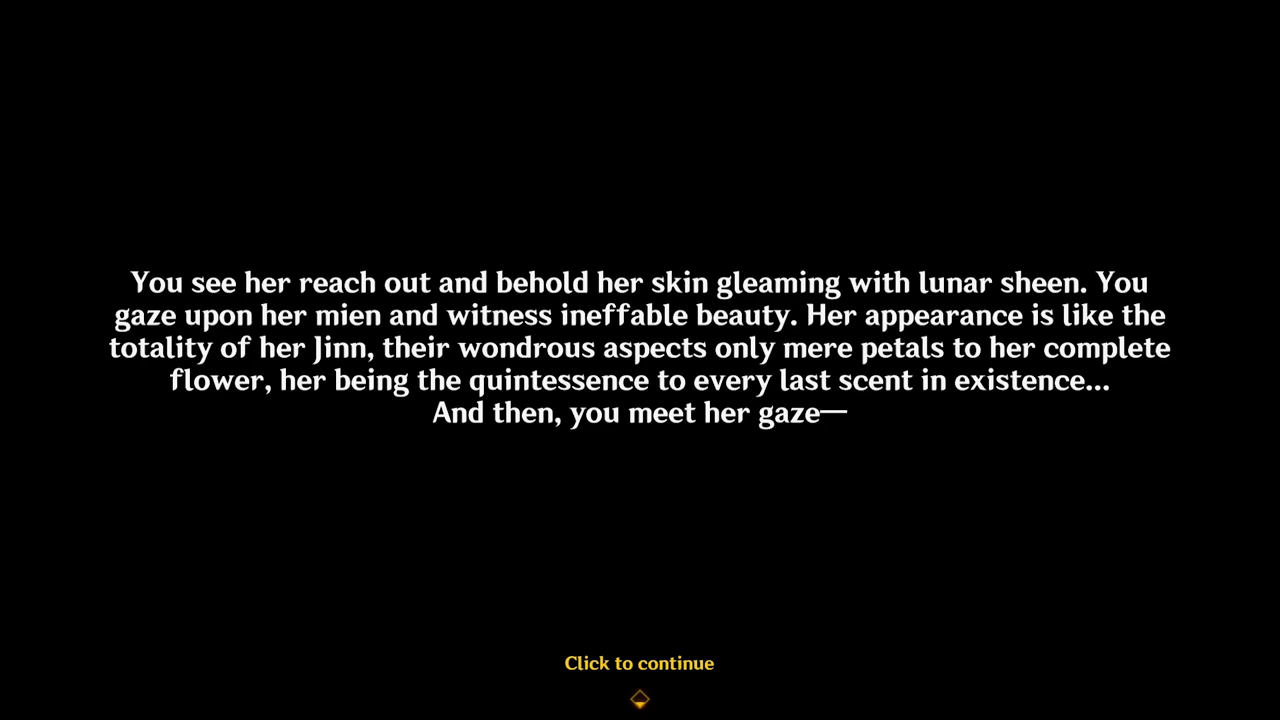 You see her reach out and behold her skin gleaming with lunar sheen. You
gaze upon her mien and witness ineffable beauty. Her appearance is like the
totality of her Jinn, their wondrous aspects only mere petals to her complete
flower, her being the quintessence to every last scent in existence...
And then, you meet her gaze—
Click to continue